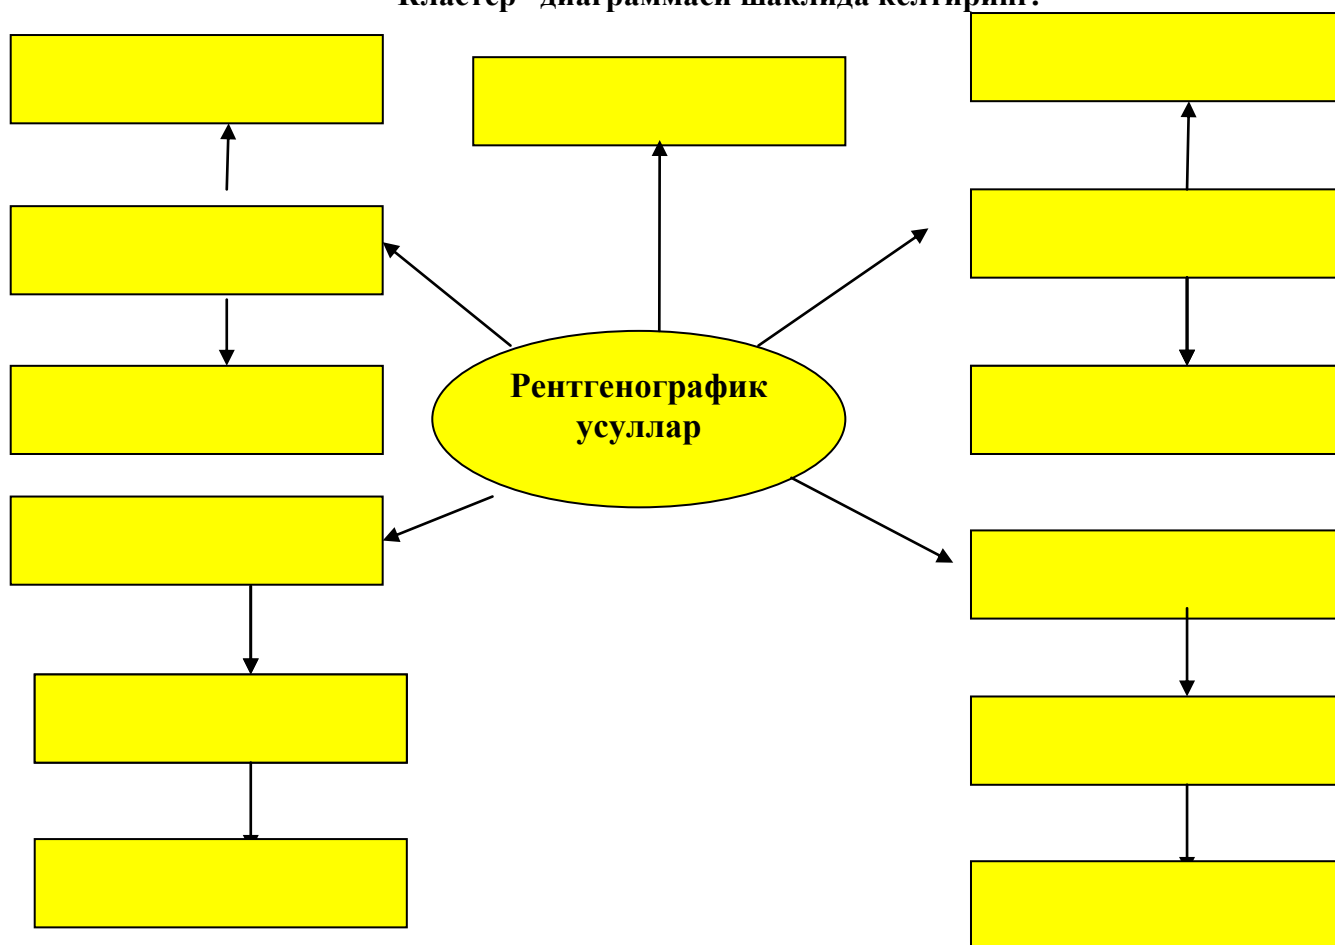 "Кластер" диаграммаси шаклида келтиринг.
Рентгенографик
усуллар